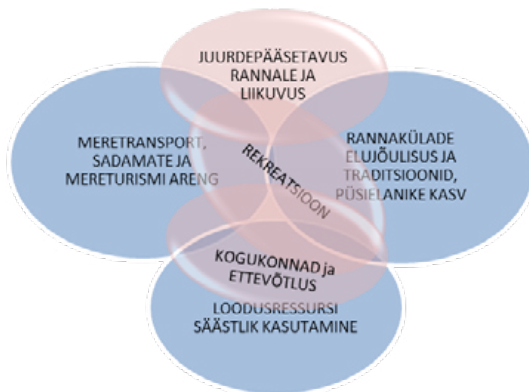 JUURDEPÄÄSETAVUS
RANNALE JA
LIIKUVUS
MERETRANSPORT,
SADAMATE JA
MERETURISMI ARENG
REKREATSIOON
RANNAKÜLADE
ELUJÕULISUS JA
TRADITSIOONID,
PÜSIELANIKE KASV
KOGUKONNAD ja
ETTEVÕTLUS
LOODUSRESSURSI
SÄÄSTLIK KASUTAMINE